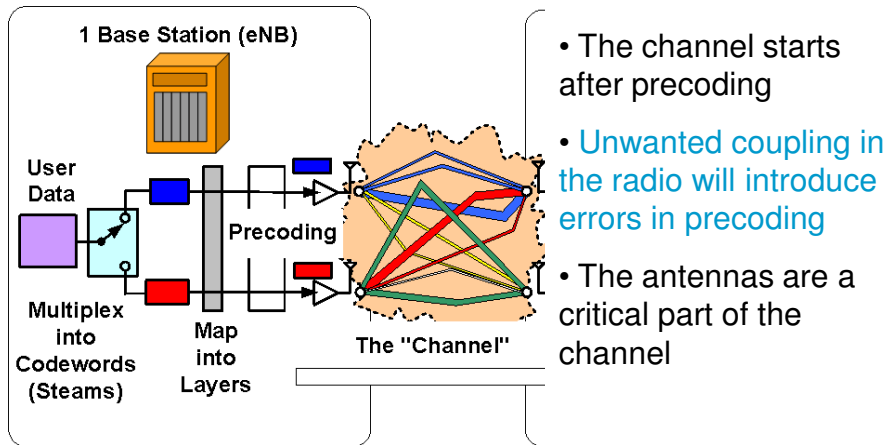 1 Base Station (eNB)
User
Data
Precoding
Multiplex
into
Codewords
(Steams)
Map
into
Layers
The "Channel"
• The channel starts
after precoding
• Unwanted coupling in
the radio will introduce
errors in precoding
• The antennas are a
critical part of the
channel